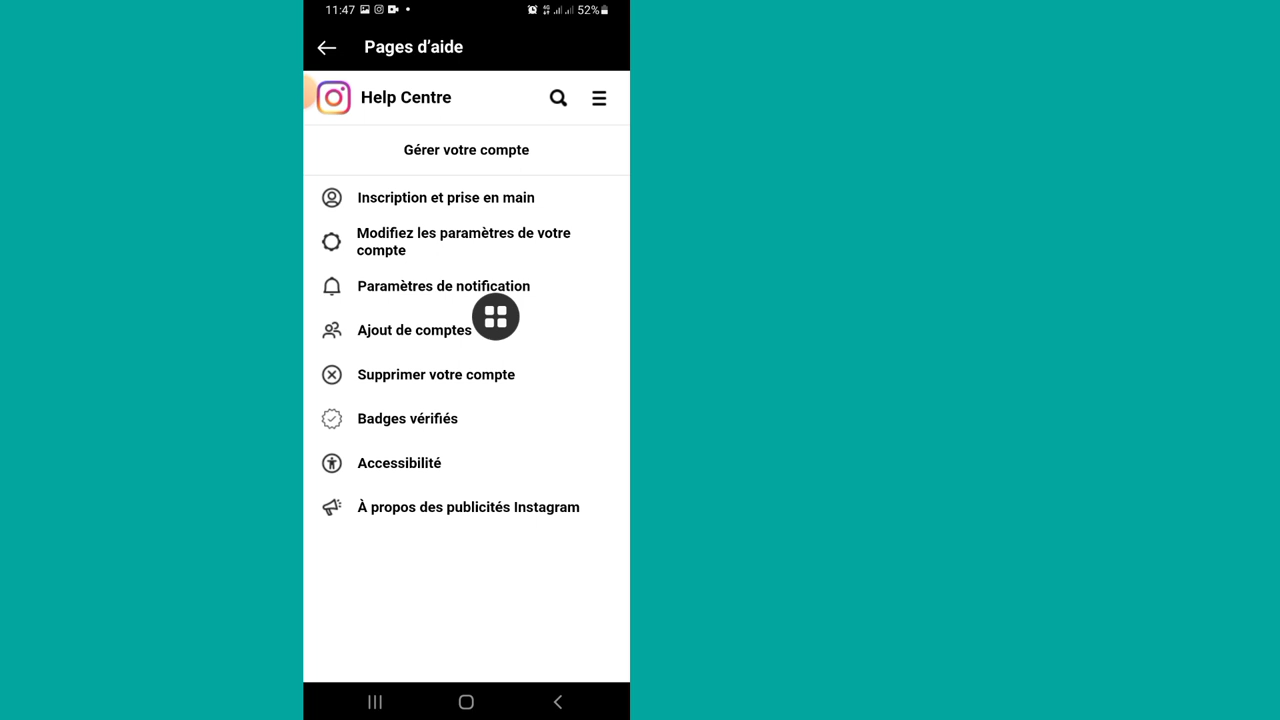 11:47 52%
Pages d’aide
Help Centre
Gérer votre compte
Inscription et prise en main
Modifiez les paramètres de votre
compte
Paramètres de notification
Ajout de comptes
Supprimer votre compte
Badges vérifiés
Accessibilité
À propos des publicités Instagram